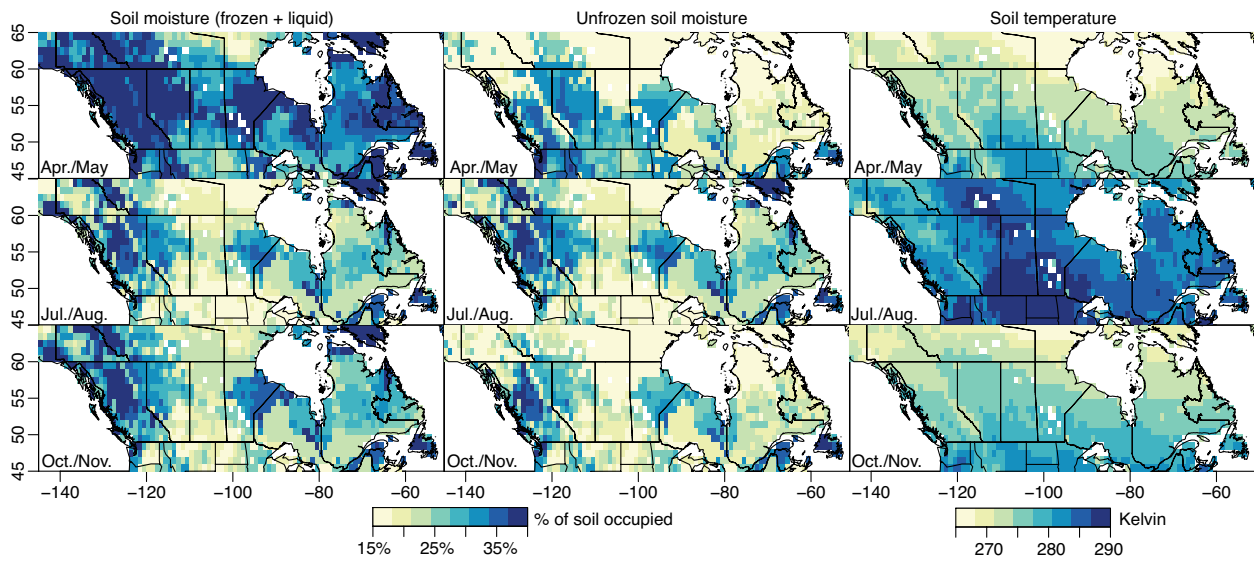 Soil moisture (frozen + liquid) Unfrozen soil moisture Soil temperature
65
60
55
50
45
Apr./May Apr./May Apr./May
60
55
50
45
Jul./Aug. Jul./Aug. Jul./Aug.
60
55
50
45
Oct./Nov. Oct./Nov. Oct./Nov.
−140 −120 −100 −80 −60 −140 −120 −100 −80 −60 −140 −120 −100 −80 −60
% of soil occupied Kelvin
15% 25% 35% 270 280 290